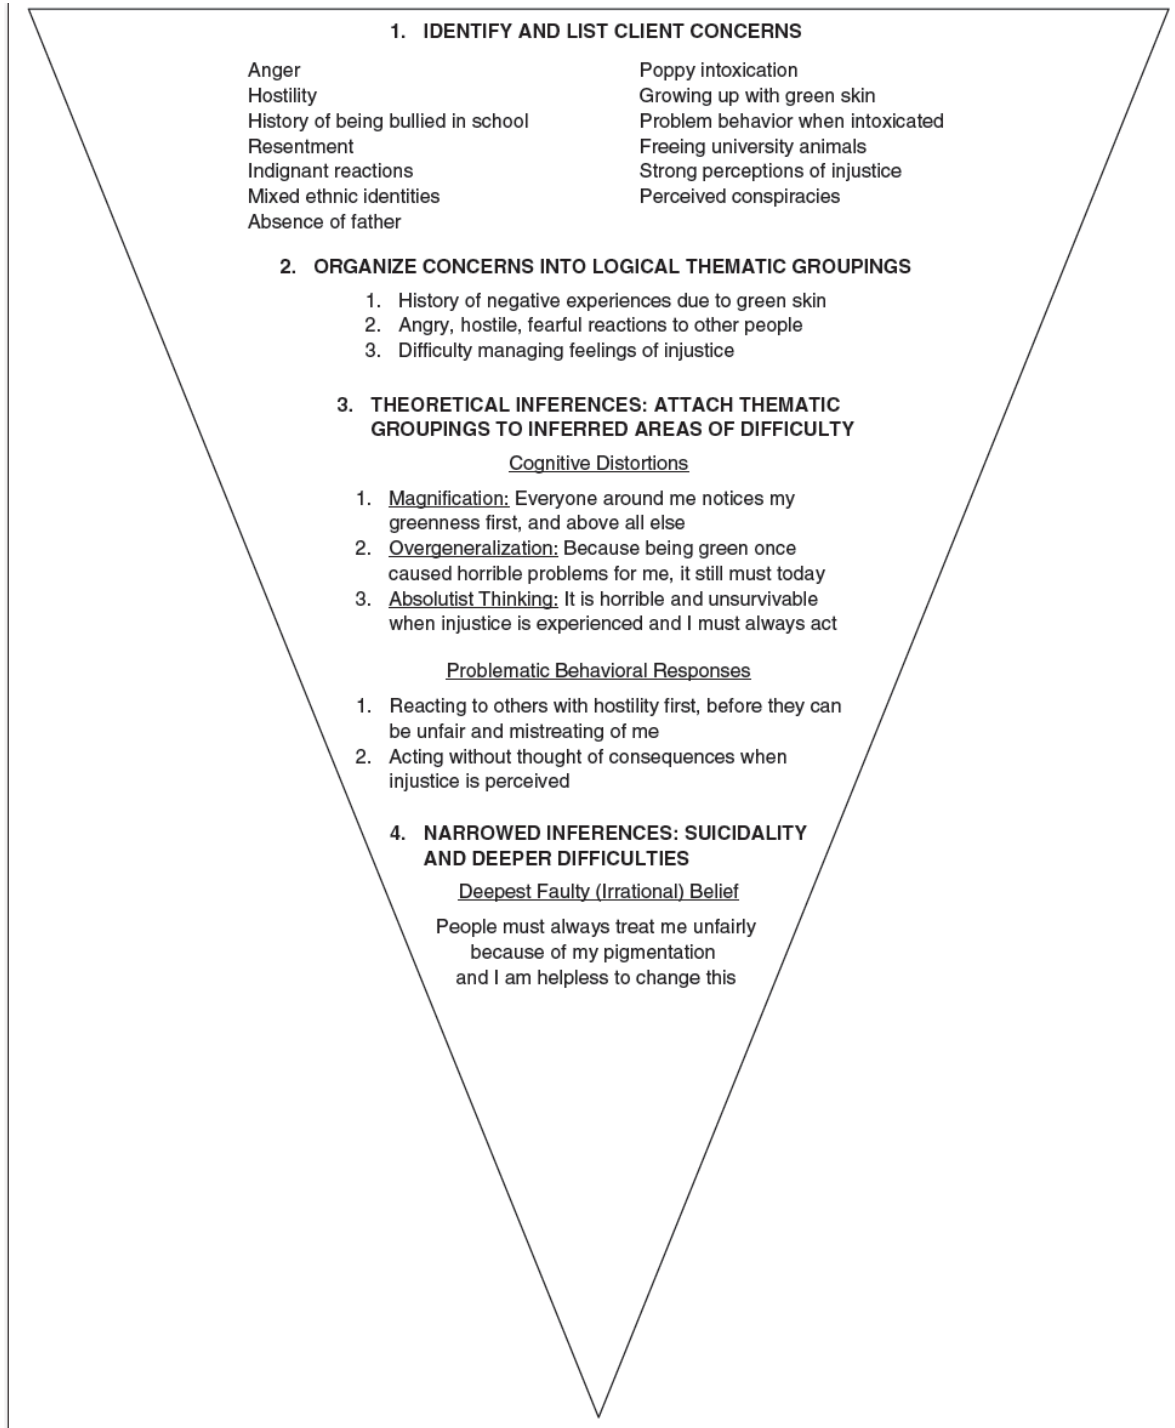 1. IDENTIFY AND LIST CLIENT CONCERNS
Anger
Hostility
History of being bullied in school
Resentment
Indignant reactions
Mixed ethnic identities
Absence of father
Poppy intoxication
Growing up with green skin
Problem behavior when intoxicated
Freeing university animals
Strong perceptions of injustice
Perceived conspiracies
2. ORGANIZE CONCERNS INTO LOGICAL THEMATIC GROUPINGS
1. History of negative experiences due to green skin
2. Angry, hostile, fearful reactions to other people
3. Difficulty managing feelings of injustice
3. THEORETICAL INFERENCES: ATTACH THEMATIC
GROUPINGS TO INFERRED AREAS OF DIFFICULTY
Cognitive Distortions
1. Magnification: Everyone around me notices my
greenness first, and above all else
2. Overgeneralization: Because being green once
caused horrible problems for me, it still must today
3. Absolutist Thinking: It is horrible and unsurvivable
when injustice is experienced and I must always act
Problematic Behavioral Responses
1. Reacting to others with hostility first, before they can
be unfair and mistreating of me
2. Acting without thought of consequences when
injustice is perceived
4. NARROWED INFERENCES: SUICIDALITY
AND DEEPER DIFFICULTIES
Deepest Faulty (Irrational) Belief
People must always treat me unfairly
because of my pigmentation
and I am helpless to change this